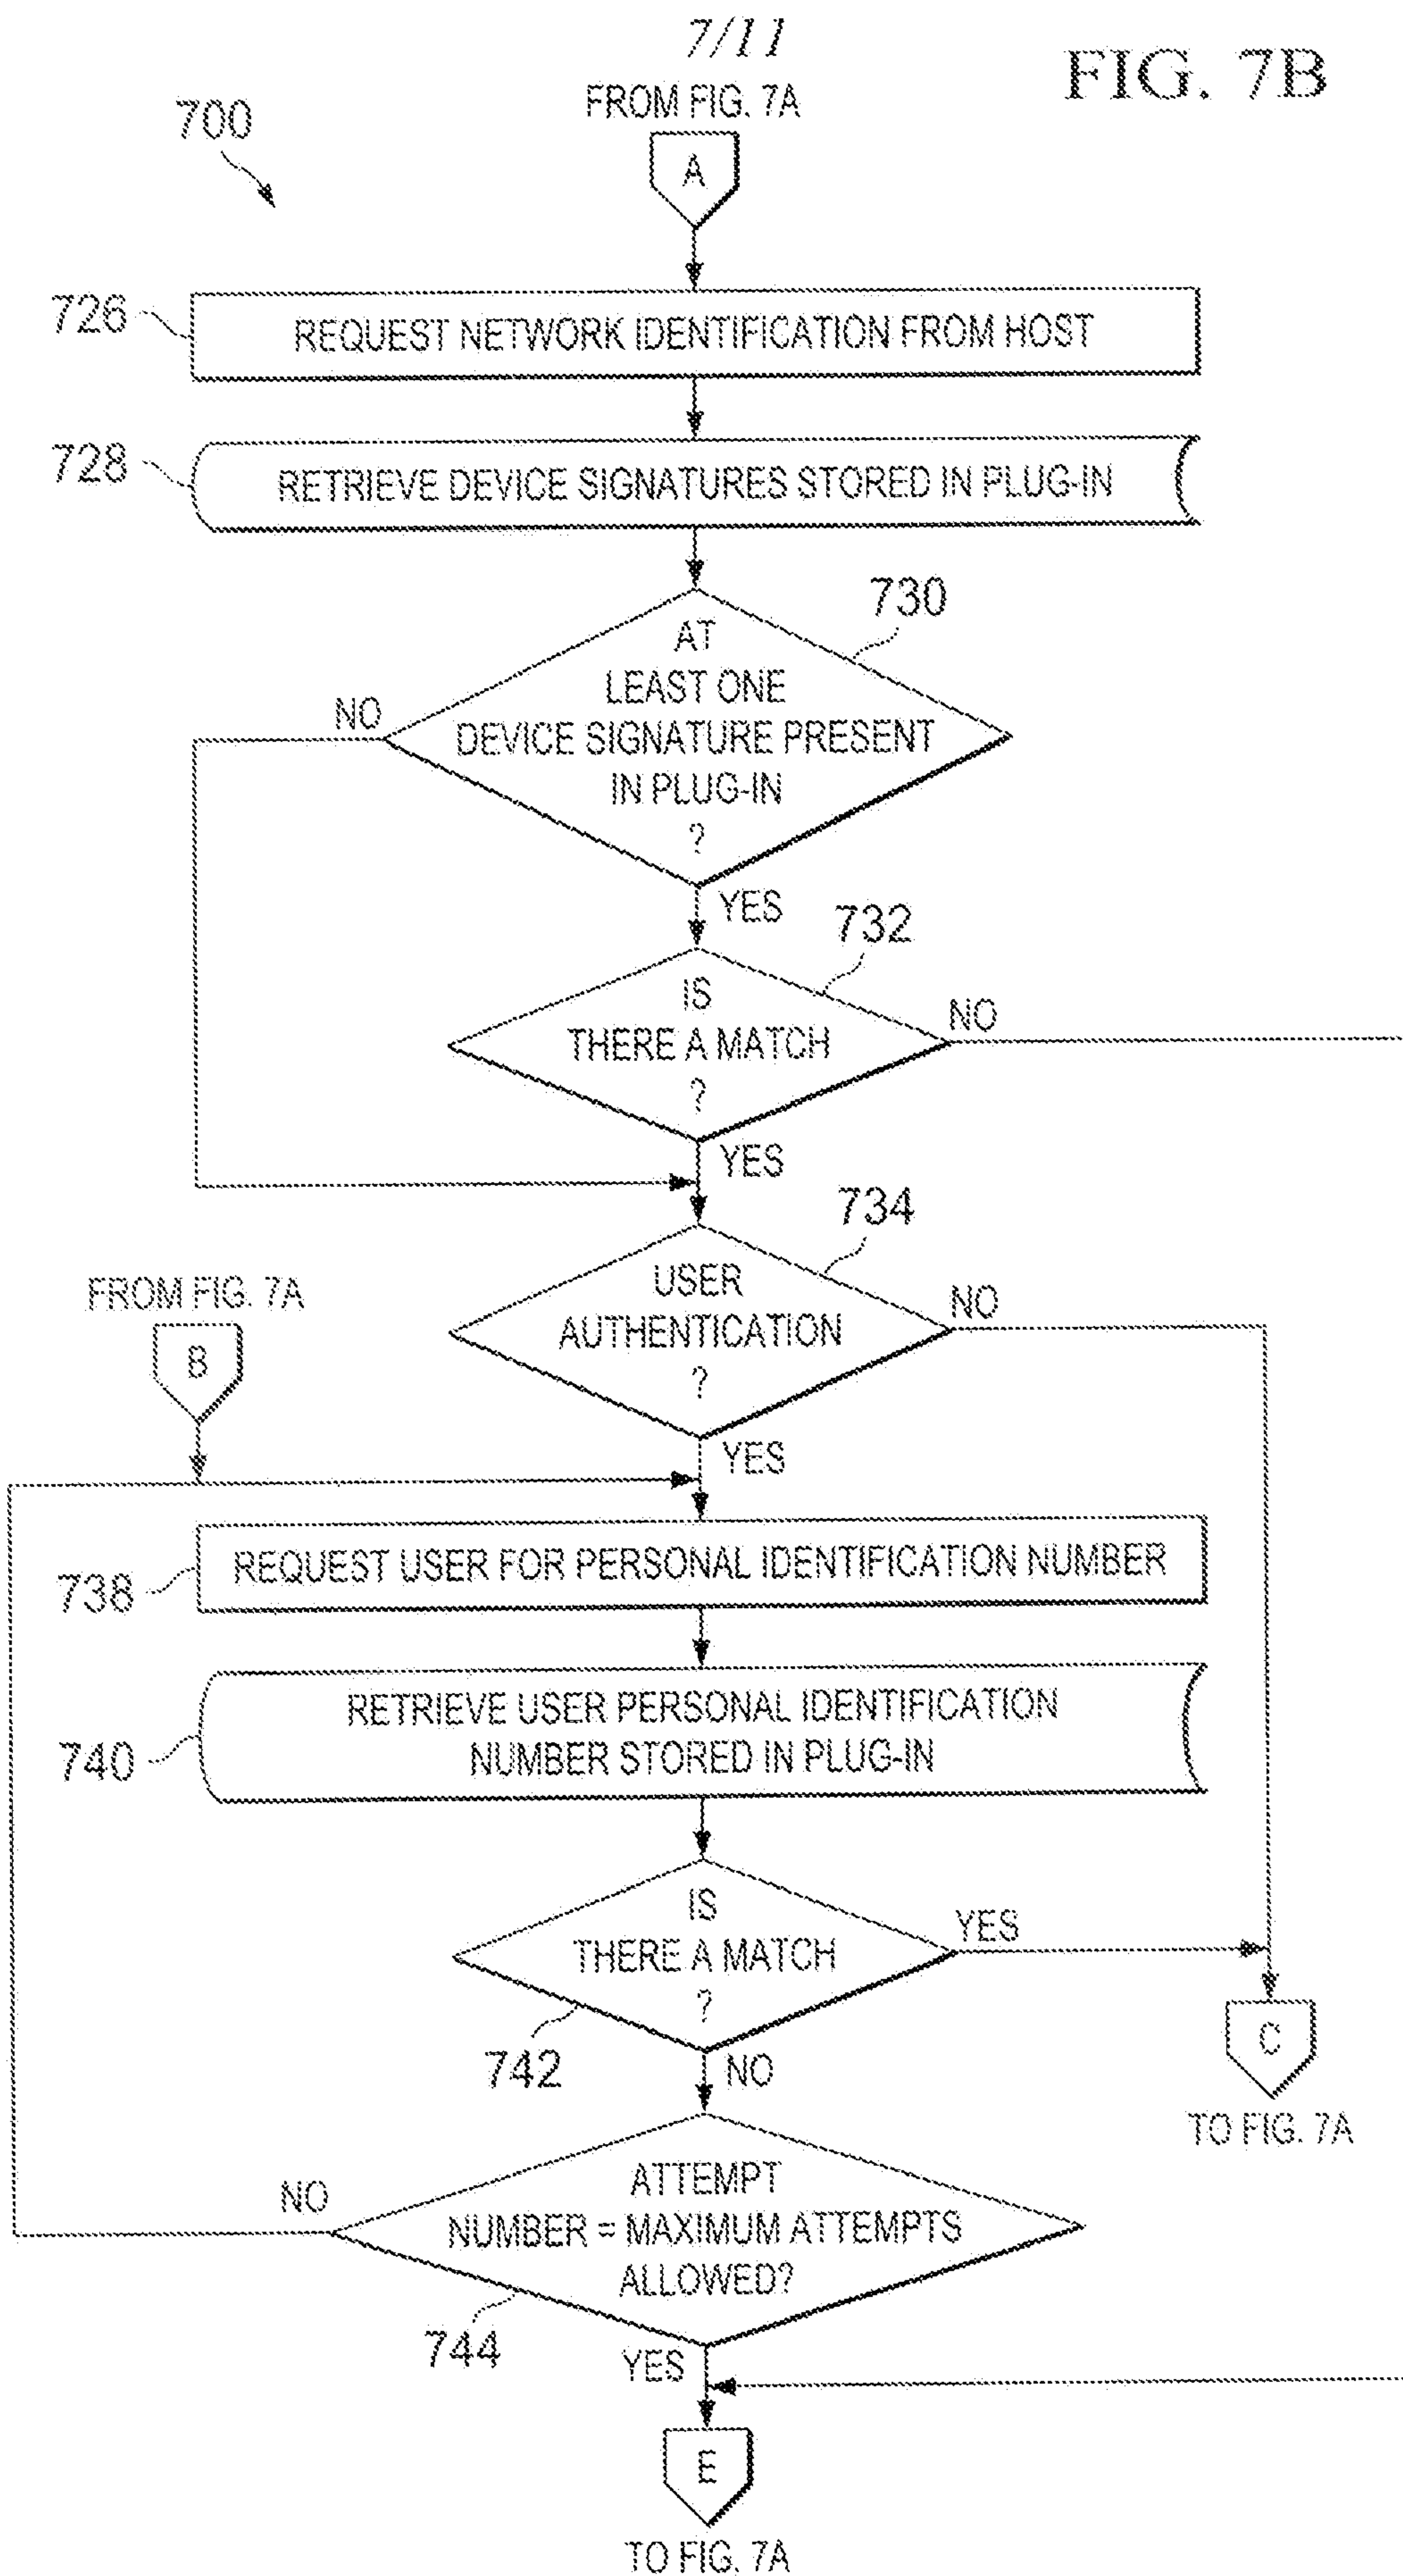 7/11
FIG. 7B
FROM FIG. 7A
700
A
726
REQUEST NETWORK IDENTIFICATION FROM HOST
728
RETRIEVE DEVICE SIGNATURES STORED IN PLUG-IN
730
AT
LEAST ONE
DEVICE SIGNATURE PRESENT
IN PLUG-IN
?
NO
YES
732
IS
THERE A MATCH
?
NO
YES
734
USER
AUTHENTICATION
?
NO
FROM FIG. 7A
B
YES
738
REQUEST USER FOR PERSONAL IDENTIFICATION NUMBER
740
RETRIEVE USER PERSONAL IDENTIFICATION
NUMBER STORED IN PLUG-IN
IS
THERE A MATCH
?
YES
742
NO
C
TO FIG. 7A
ATTEMPT
NUMBER = MAXIMUM ATTEMPTS
ALLOWED?
NO
744
YES
E
TO FIG. 7A